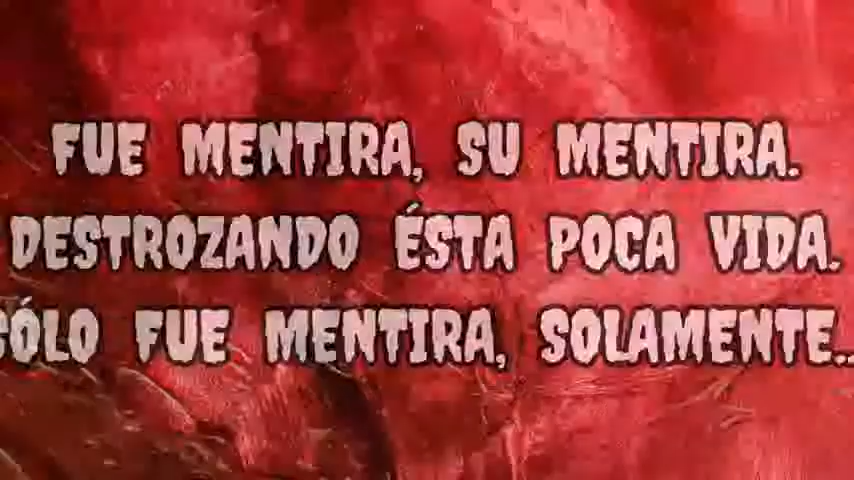 FUE MENTIRA, SU MENTIRA.
DESTROZANDO ÉSTA POCA VIDA.
SÓLO FUE MENTIRA, SOLAMENTE..